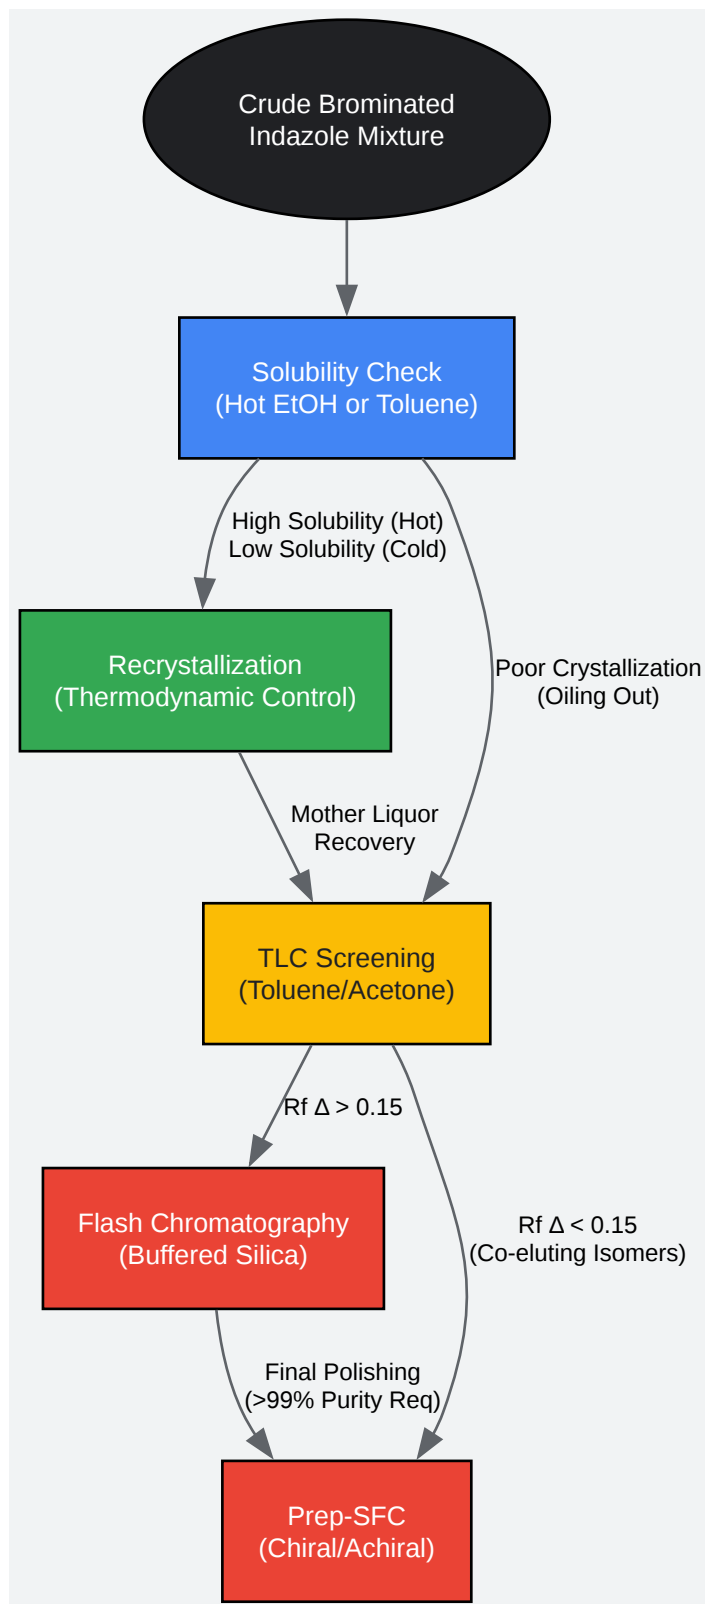 Crude Brominated
Indazole Mixture
Solubility Check
(Hot EtOH or Toluene)
High Solubility (Hot)
Low Solubility (Cold)
Recrystallization
(Thermodynamic Control)
Poor Crystallization
(Oiling Out)
Mother Liquor
Recovery
TLC Screening
(Toluene/Acetone)
Rf Δ > 0.15
Flash Chromatography
(Buffered Silica)
Rf Δ < 0.15
(Co-eluting Isomers)
Final Polishing
(>99% Purity Req)
Prep-SFC
(Chiral/Achiral)